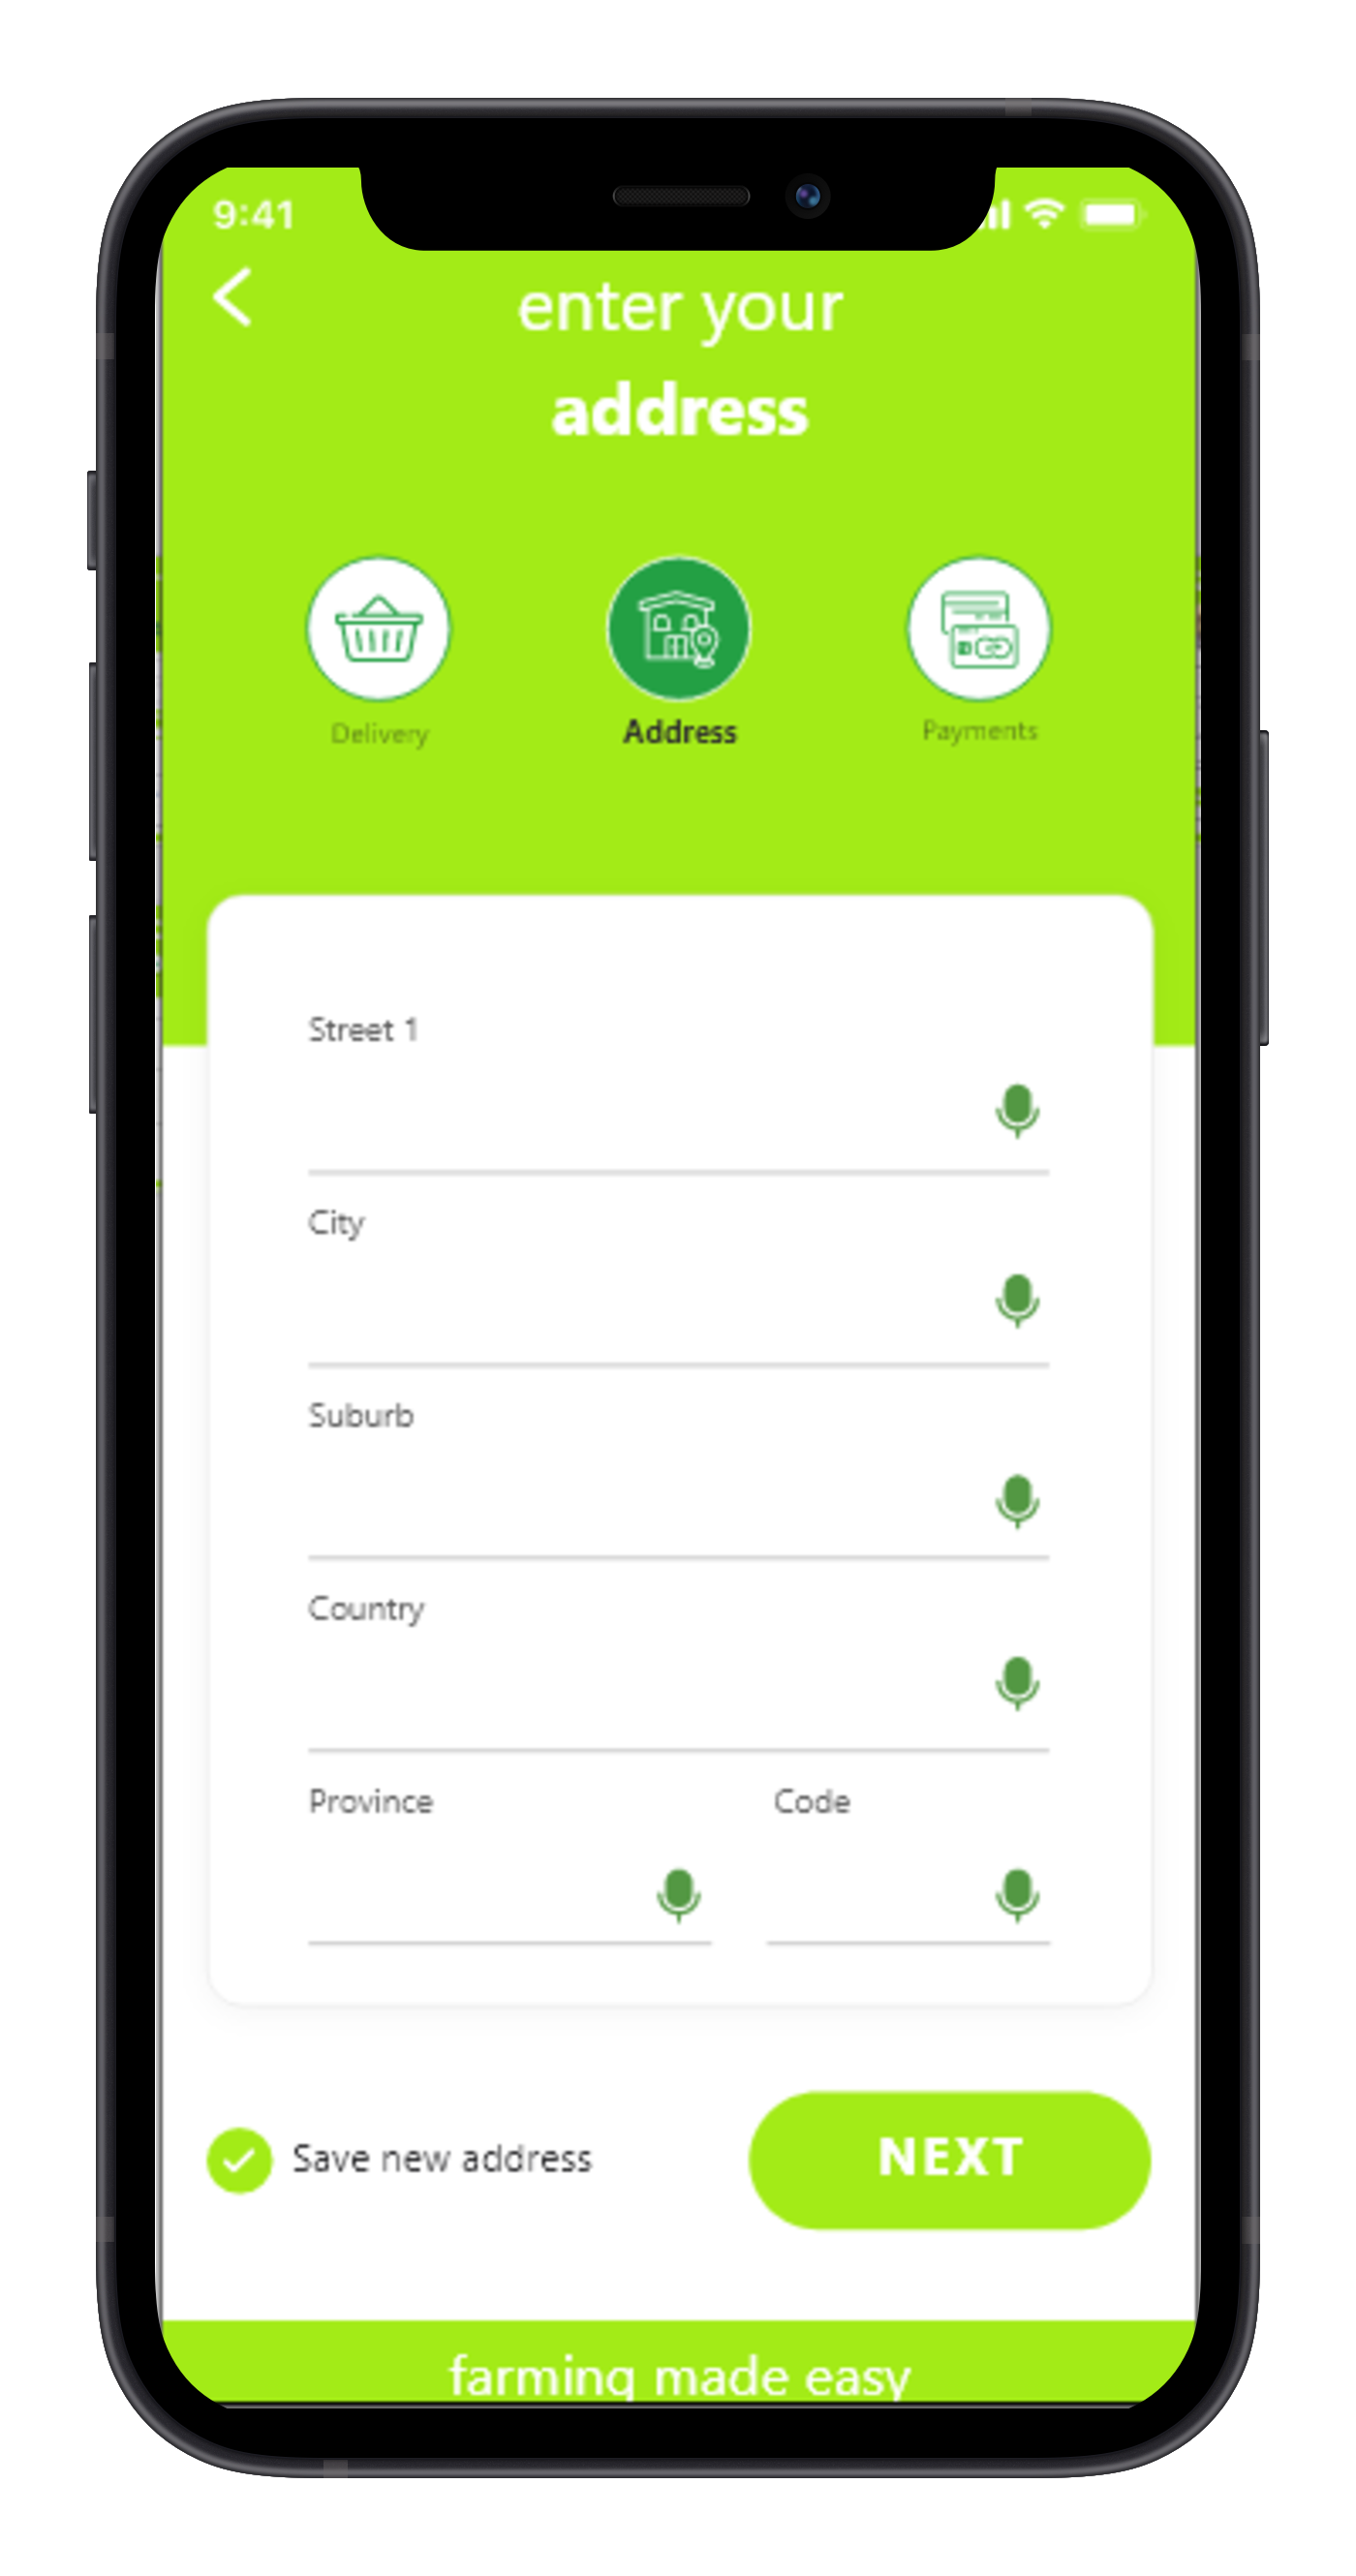 9:41
enter your
address
Delivery
Address
Payments
Street 1
City
Suburb
Country
Province Code
Save new address
NEXT
farming made easy